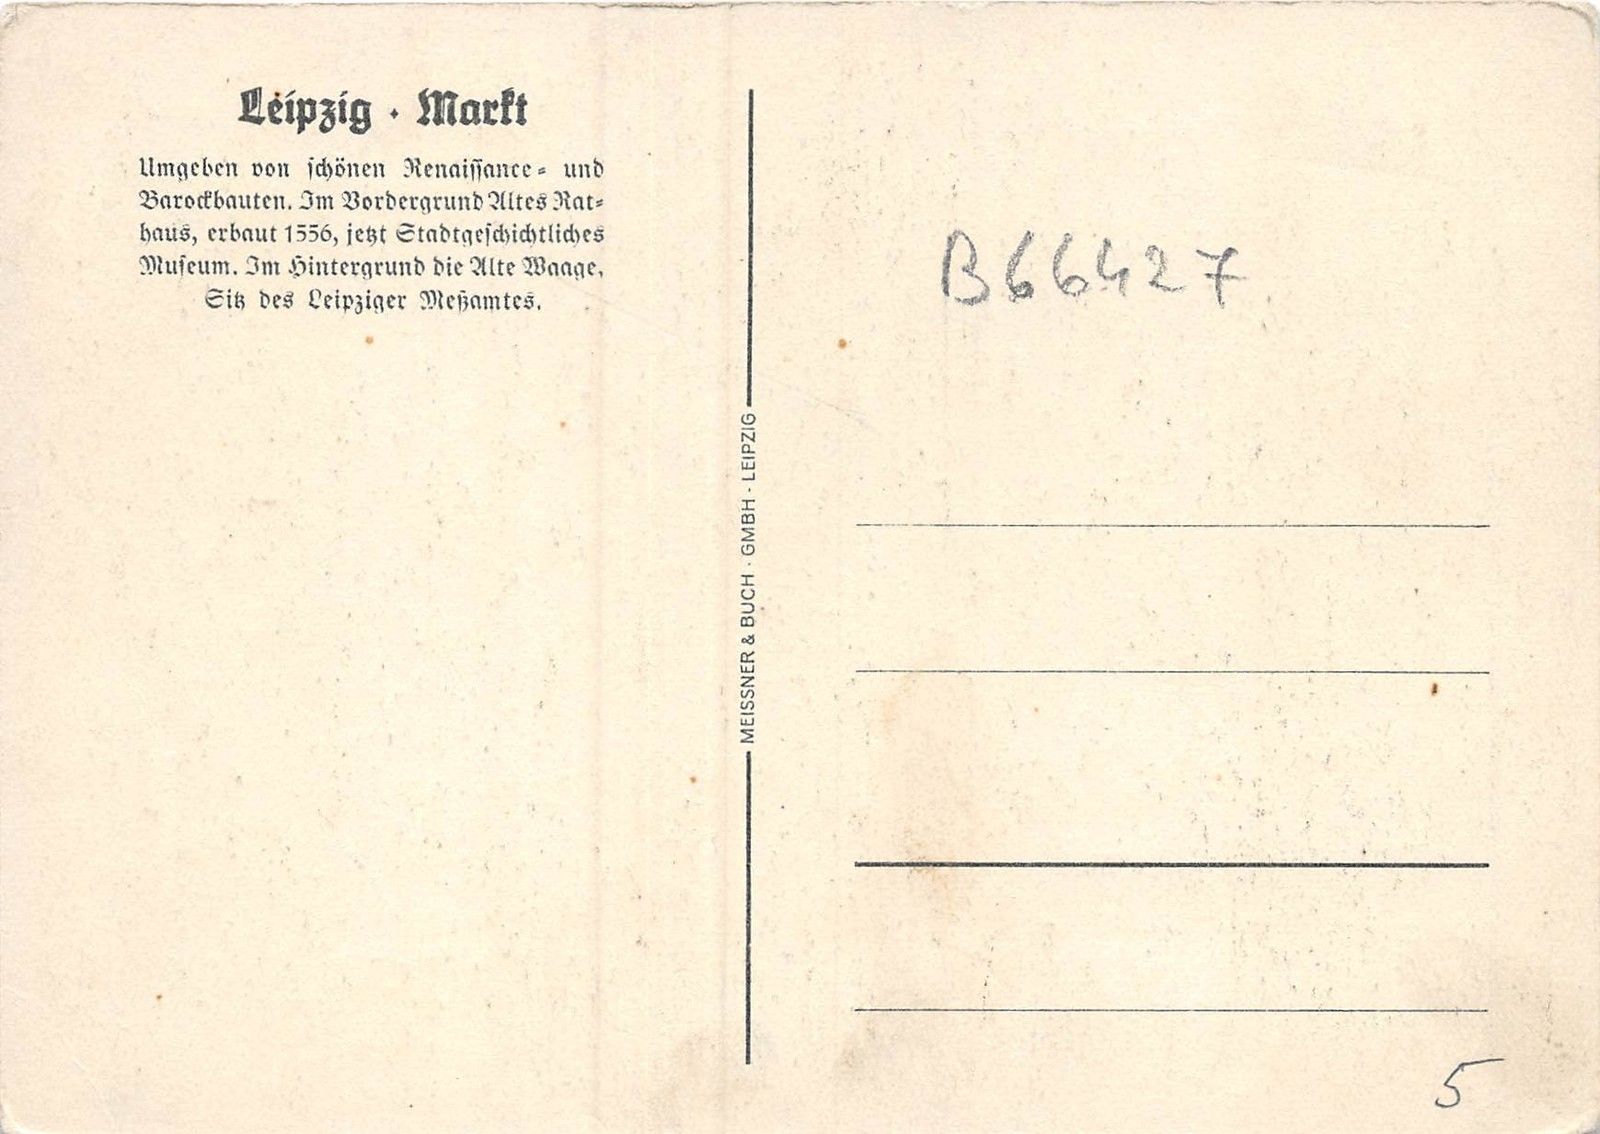 Leipzig · Markt
Umgeben von schönen Renaissance- und
Barockbauten. Im Vordergrund Altes Rat-
haus, erbaut 1556, jetzt Stadtgeschichtliches
Museum. Im Hintergrund die Alte Waage,
Sitz des Leipziger Meßamtes.
MEISSNER & BUCH · GMBH · LEIPZIG
B66427
5